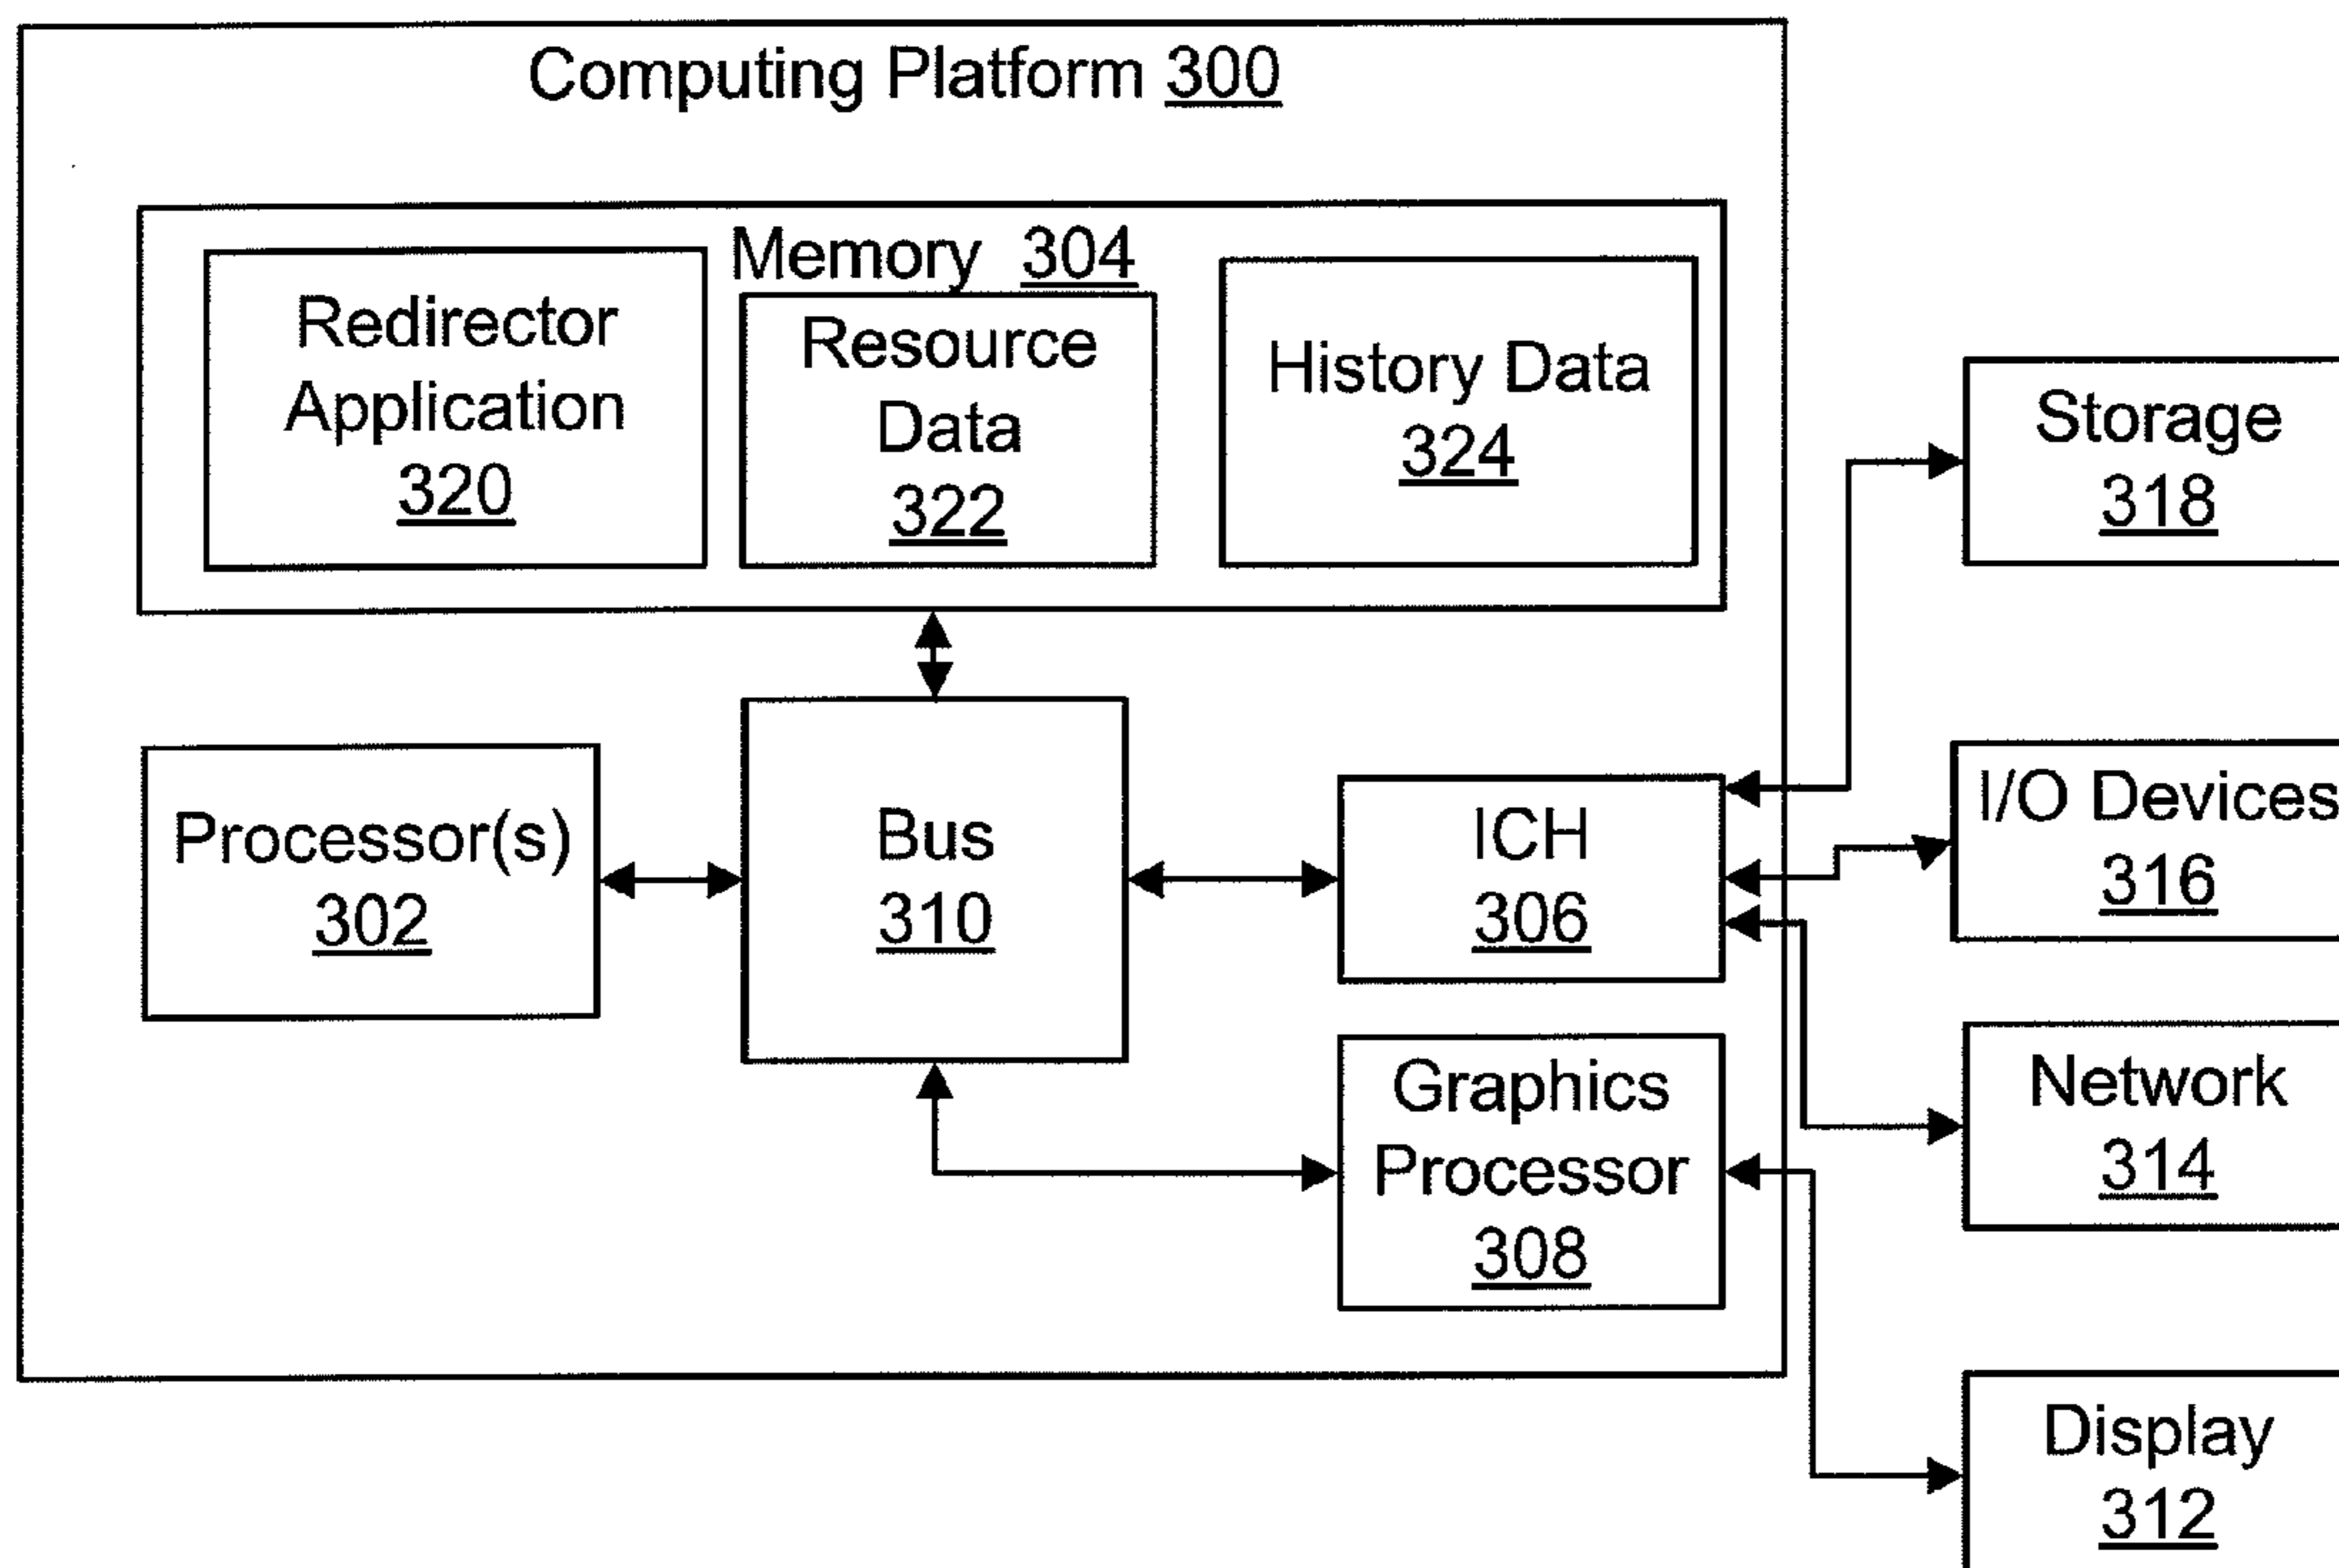 Computing Platform 300
Memory 304
Redirector
Application
320
Resource
Data
322
History Data
324
Storage
318
Processor(s)
302
Bus
310
ICH
306
I/O Devices
316
Graphics
Processor
308
Network
314
Display
312